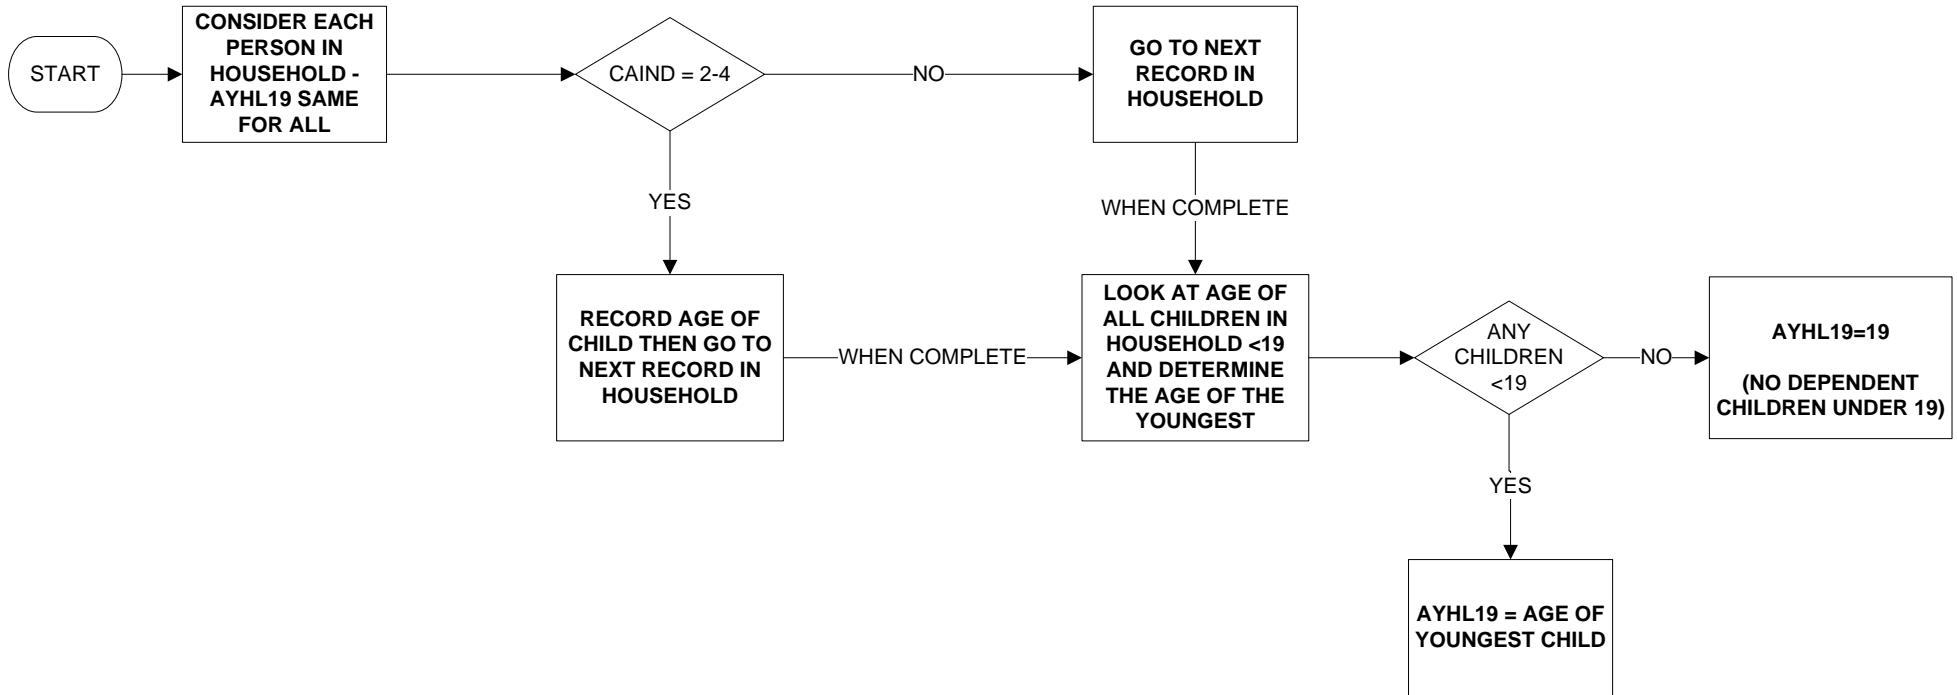 START
CONSIDER EACH
PERSON IN
HOUSEHOLD -
AYHL19 SAME
FOR ALL
CAIND = 2-4
NO
GO TO NEXT
RECORD IN
HOUSEHOLD
YES
WHEN COMPLETE
RECORD AGE OF
CHILD THEN GO TO
NEXT RECORD IN
HOUSEHOLD
WHEN COMPLETE
LOOK AT AGE OF
ALL CHILDREN IN
HOUSEHOLD <19
AND DETERMINE
THE AGE OF THE
YOUNGEST
ANY
CHILDREN
<19
NO
AYHL19=19
(NO DEPENDENT
CHILDREN UNDER 19)
YES
AYHL19 = AGE OF
YOUNGEST CHILD